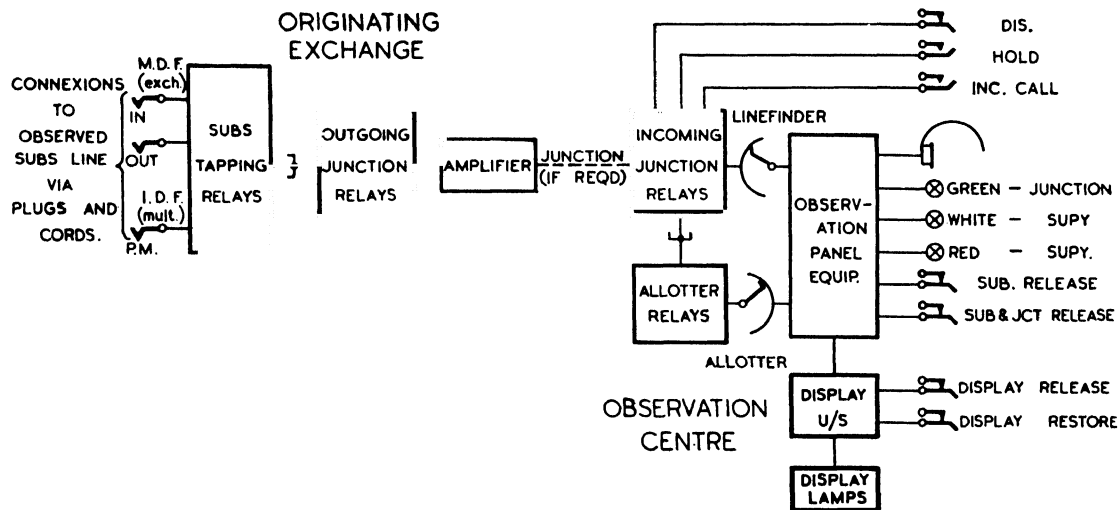 ORIGINATING
EXCHANGE
DIS.
HOLD
INC. CALL
CONNEXIONS
TO
OBSERVED
SUBS LINE
VIA
PLUGS AND
CORDS.
M.D.F.
(exch.)
IN
OUT
I.D.F.
(mult.)
P.M.
SUBS
TAPPING
RELAYS
OUTGOING
JUNCTION
RELAYS
AMPLIFIER
JUNCTION
(IF REQD)
INCOMING
JUNCTION
RELAYS
LINEFINDER
OBSERV-
ATION
PANEL
EQUIP.
GREEN - JUNCTION
WHITE - SUPY
RED - SUPY.
SUB. RELEASE
SUB & JCT RELEASE
ALLOTTER
RELAYS
ALLOTTER
OBSERVATION
CENTRE
DISPLAY
U/S
DISPLAY RELEASE
DISPLAY RESTORE
DISPLAY
LAMPS